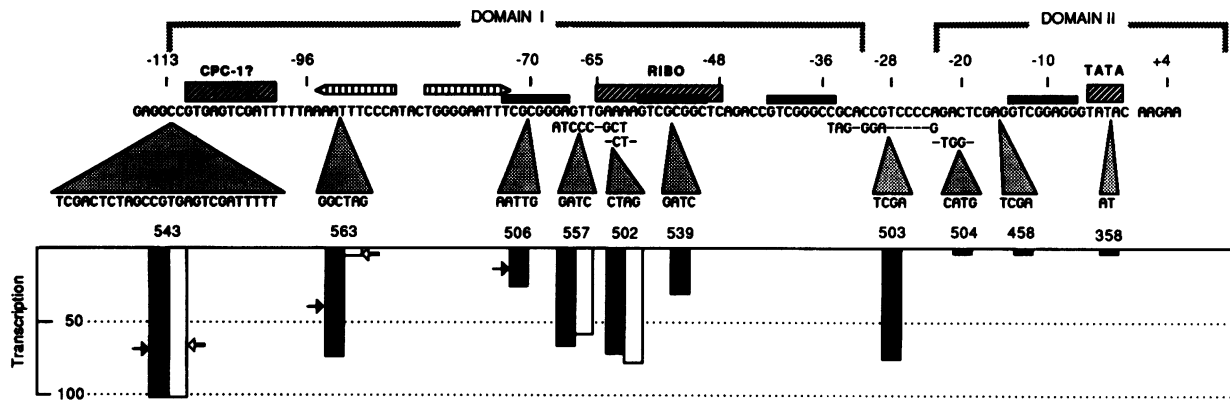 DOMAIN I DOMAIN II
-113 -96 -70 -65 -48 -36 -28 -20 -10 +4
CPC-1? RIBO TATA
GAGGCCGTGAGTCGATTTTTAAAATTTCCCATACTGGGGAATTTCGCGGGAGTTGAAAAGTCGCGGCTCAGACCGTCGGGCCGCACCGTCCCCAGACTCGAGGTCGGAGGGTATAC AAGAA
ATCCC-GCT TAG-GGA-----G
-CT- -TGG-
TCGACTCTAGCCGTGAGTCGATTTTT GGCTAG AATTG GATC CTAG GATC TCGA CATG TCGA AT
543 563 506 557 502 539 503 504 458 358
Transcription
50
100